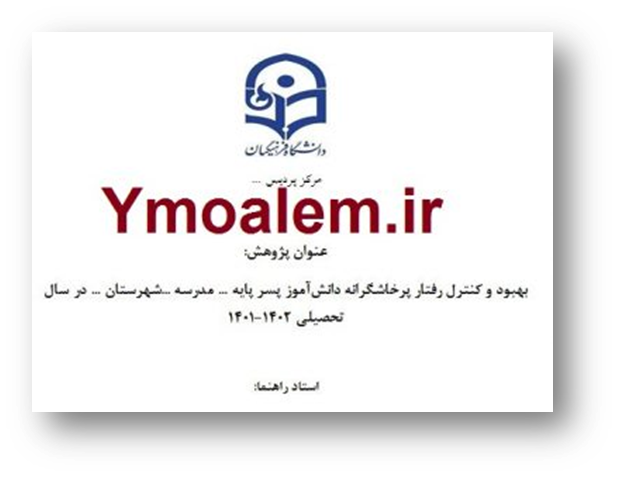 دانشگاه فرهنگیان
مرکز پردیس ...
Ymoalem.ir
عنوان پژوهش:
بهبود و کنترل رفتار پرخاشگرانه دانش‌آموز پسر پایه ... مدرسه ...شهرستان ... در سال
تحصیلی ۱۴۰۲-۱۴۰۱
استاد راهنما: